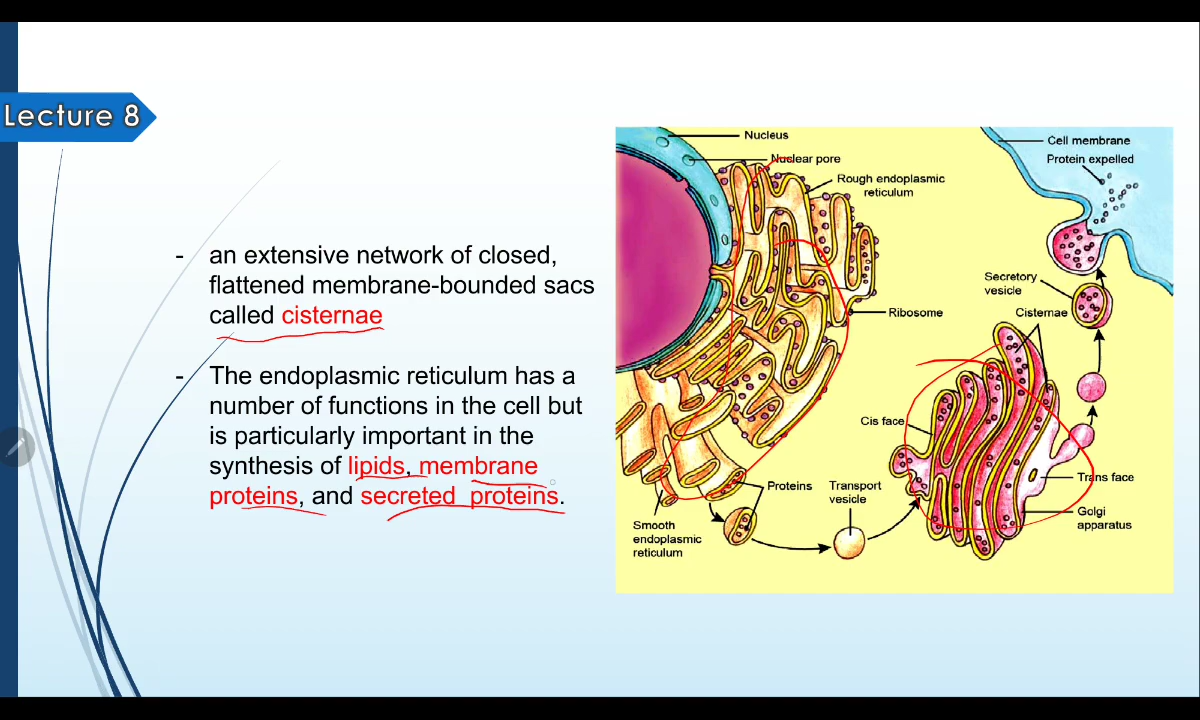 Lecture 8
- an extensive network of closed,
flattened membrane-bounded sacs
called cisternae
- The endoplasmic reticulum has a
number of functions in the cell but
is particularly important in the
synthesis of lipids, membrane
proteins, and secreted proteins.
Nucleus
Nuclear pore
Rough endoplasmic
reticulum
Cell membrane
Protein expelled
Secretory
vesicle
Ribosome
Cisternae
Cis face
Proteins
Transport
vesicle
Trans face
Golgi
apparatus
Smooth
endoplasmic
reticulum